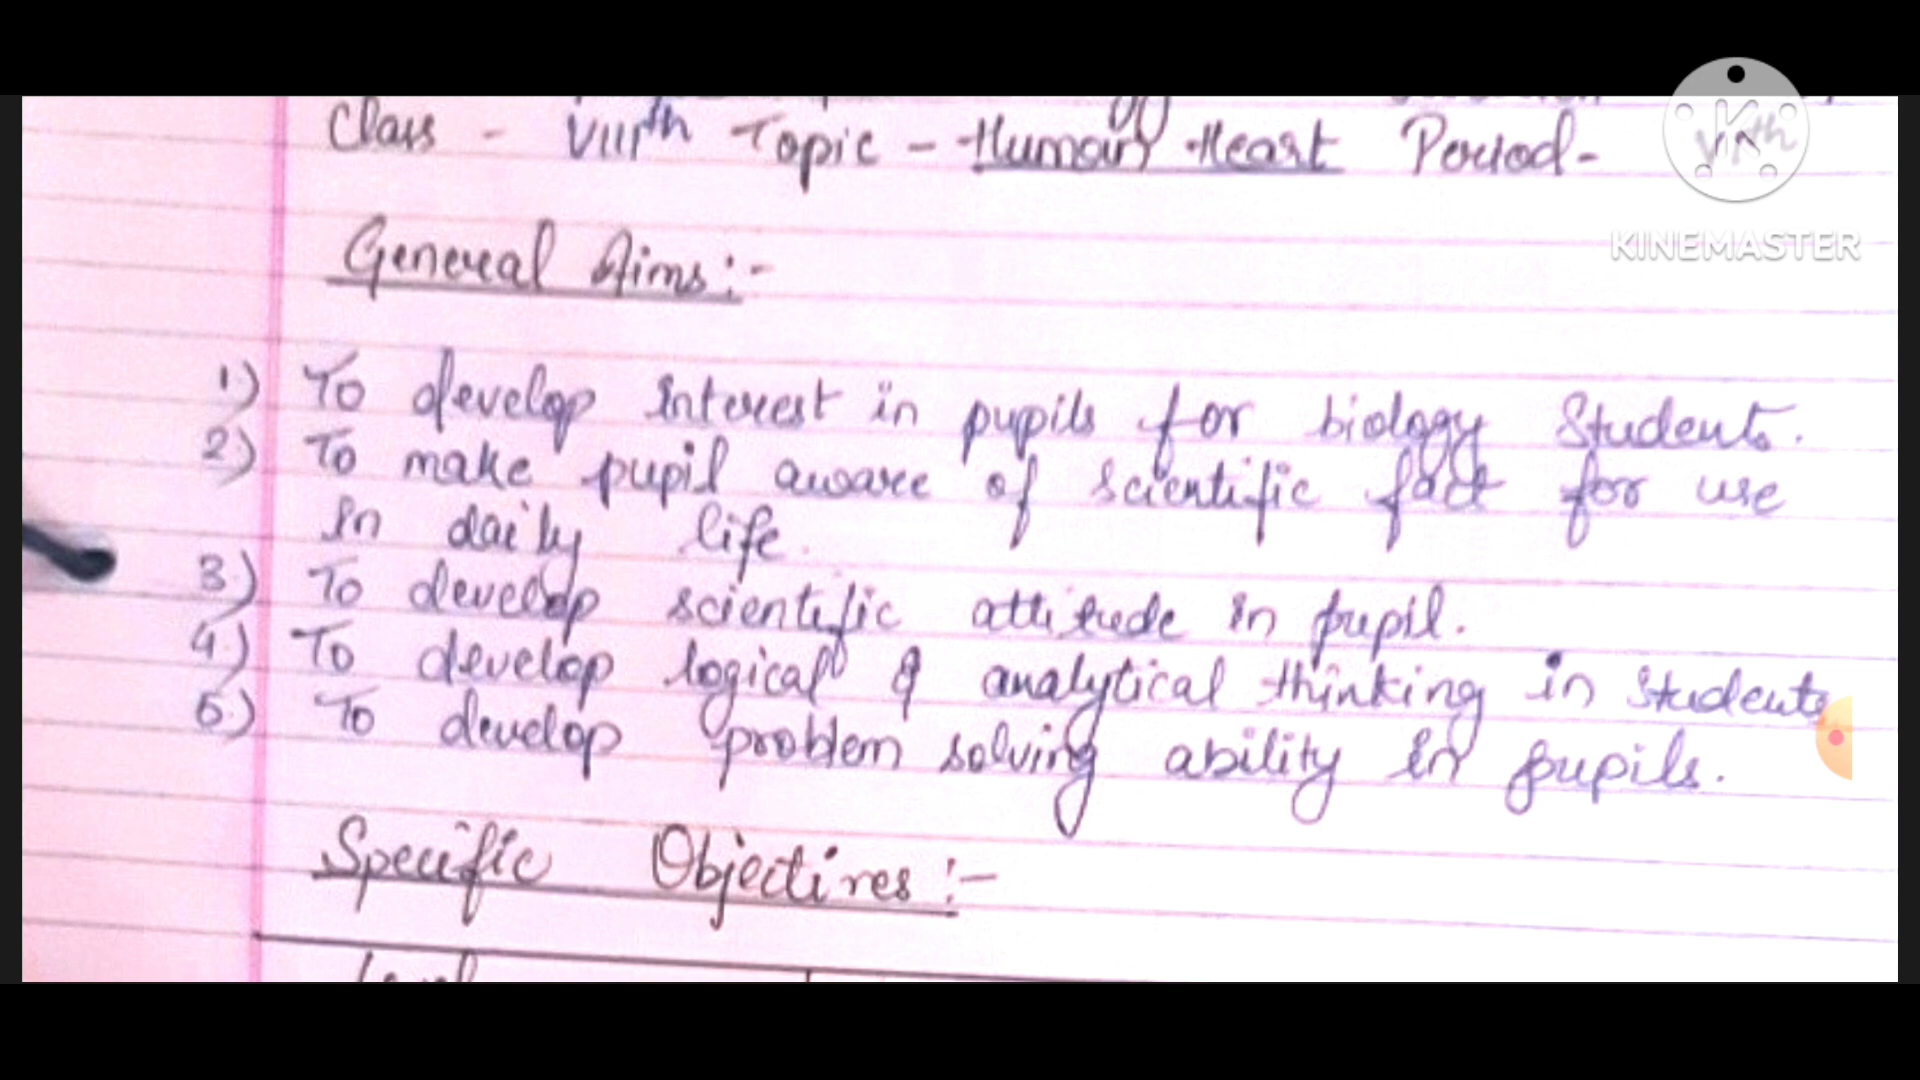 Class - VIIIth Topic - Human Heart Period-
KINEMASTER
General Aims:-
1.) To develop interest in pupils for biology Students.
2.) To make pupil aware of scientific fact for use
in daily life.
3.) To develop scientific attitude in pupil.
4.) To develop logical & analytical thinking in students
5.) To develop problem solving ability in pupils.
Specific Objectives:-
Level